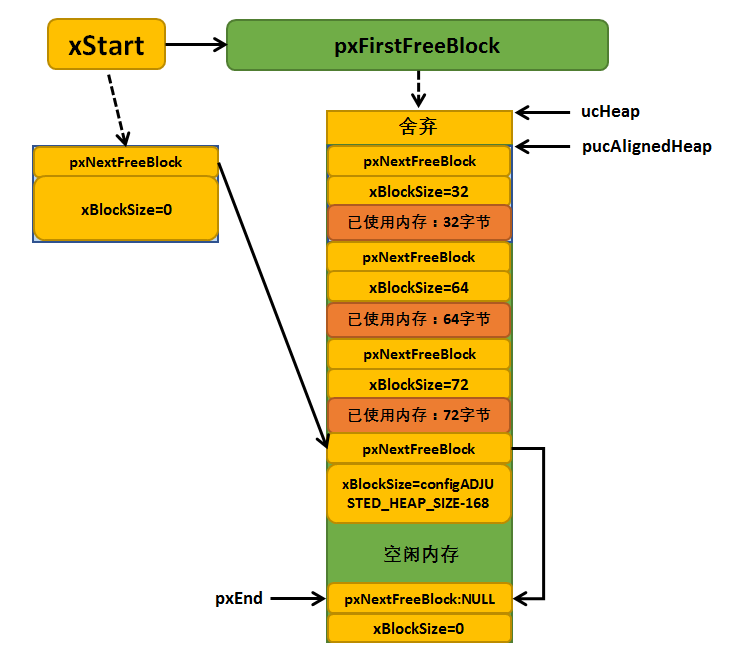 xStart
pxFirstFreeBlock
ucHeap
舍弃
pucAlignedHeap
pxNextFreeBlock
xBlockSize=0
pxNextFreeBlock
xBlockSize=32
已使用内存：32字节
pxNextFreeBlock
xBlockSize=64
已使用内存：64字节
pxNextFreeBlock
xBlockSize=72
已使用内存：72字节
pxNextFreeBlock
xBlockSize=configADJU
STED_HEAP_SIZE-168
空闲内存
pxEnd
pxNextFreeBlock:NULL
xBlockSize=0